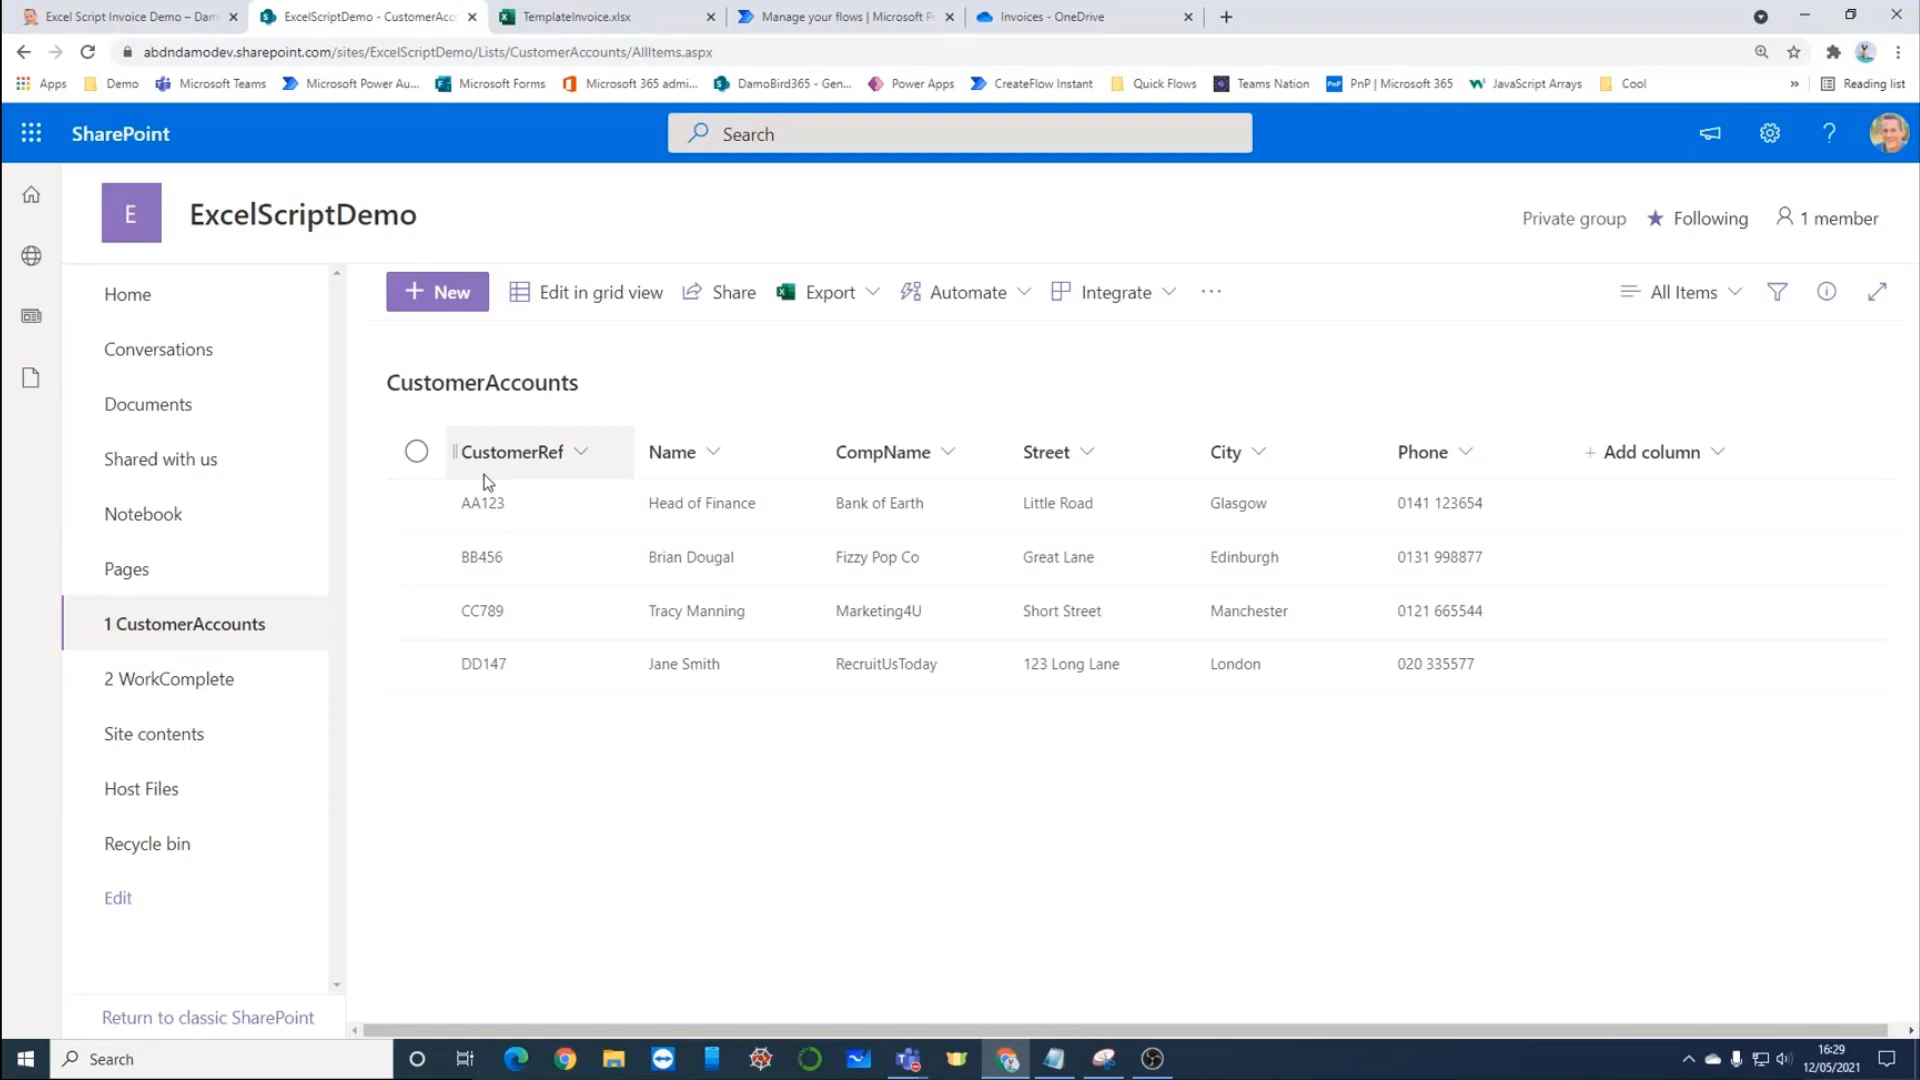 Excel Script Invoice Demo – Dam
ExcelScriptDemo - CustomerAcc
TemplateInvoice.xlsx
Manage your flows | Microsoft P
Invoices - OneDrive
abdndamodev.sharepoint.com/sites/ExcelScriptDemo/Lists/CustomerAccounts/AllItems.aspx
Apps
Demo
Microsoft Teams
Microsoft Power Au...
Microsoft Forms
Microsoft 365 admi...
DamoBird365 - Gen...
Power Apps
CreateFlow Instant
Quick Flows
Teams Nation
PnP | Microsoft 365
JavaScript Arrays
Cool
»
Reading list
SharePoint
Search
E
ExcelScriptDemo
Private group
Following
1 member
Home
Conversations
Documents
Shared with us
Notebook
Pages
1 CustomerAccounts
2 WorkComplete
Site contents
Host Files
Recycle bin
Edit
Return to classic SharePoint
+ New
Edit in grid view
Share
Export
Automate
Integrate
...
All Items
CustomerAccounts
CustomerRef Name CompName Street City Phone + Add column
AA123 Head of Finance Bank of Earth Little Road Glasgow 0141 123654
BB456 Brian Dougal Fizzy Pop Co Great Lane Edinburgh 0131 998877
CC789 Tracy Manning Marketing4U Short Street Manchester 0121 665544
DD147 Jane Smith RecruitUsToday 123 Long Lane London 020 335577
Search
16:29
12/05/2021